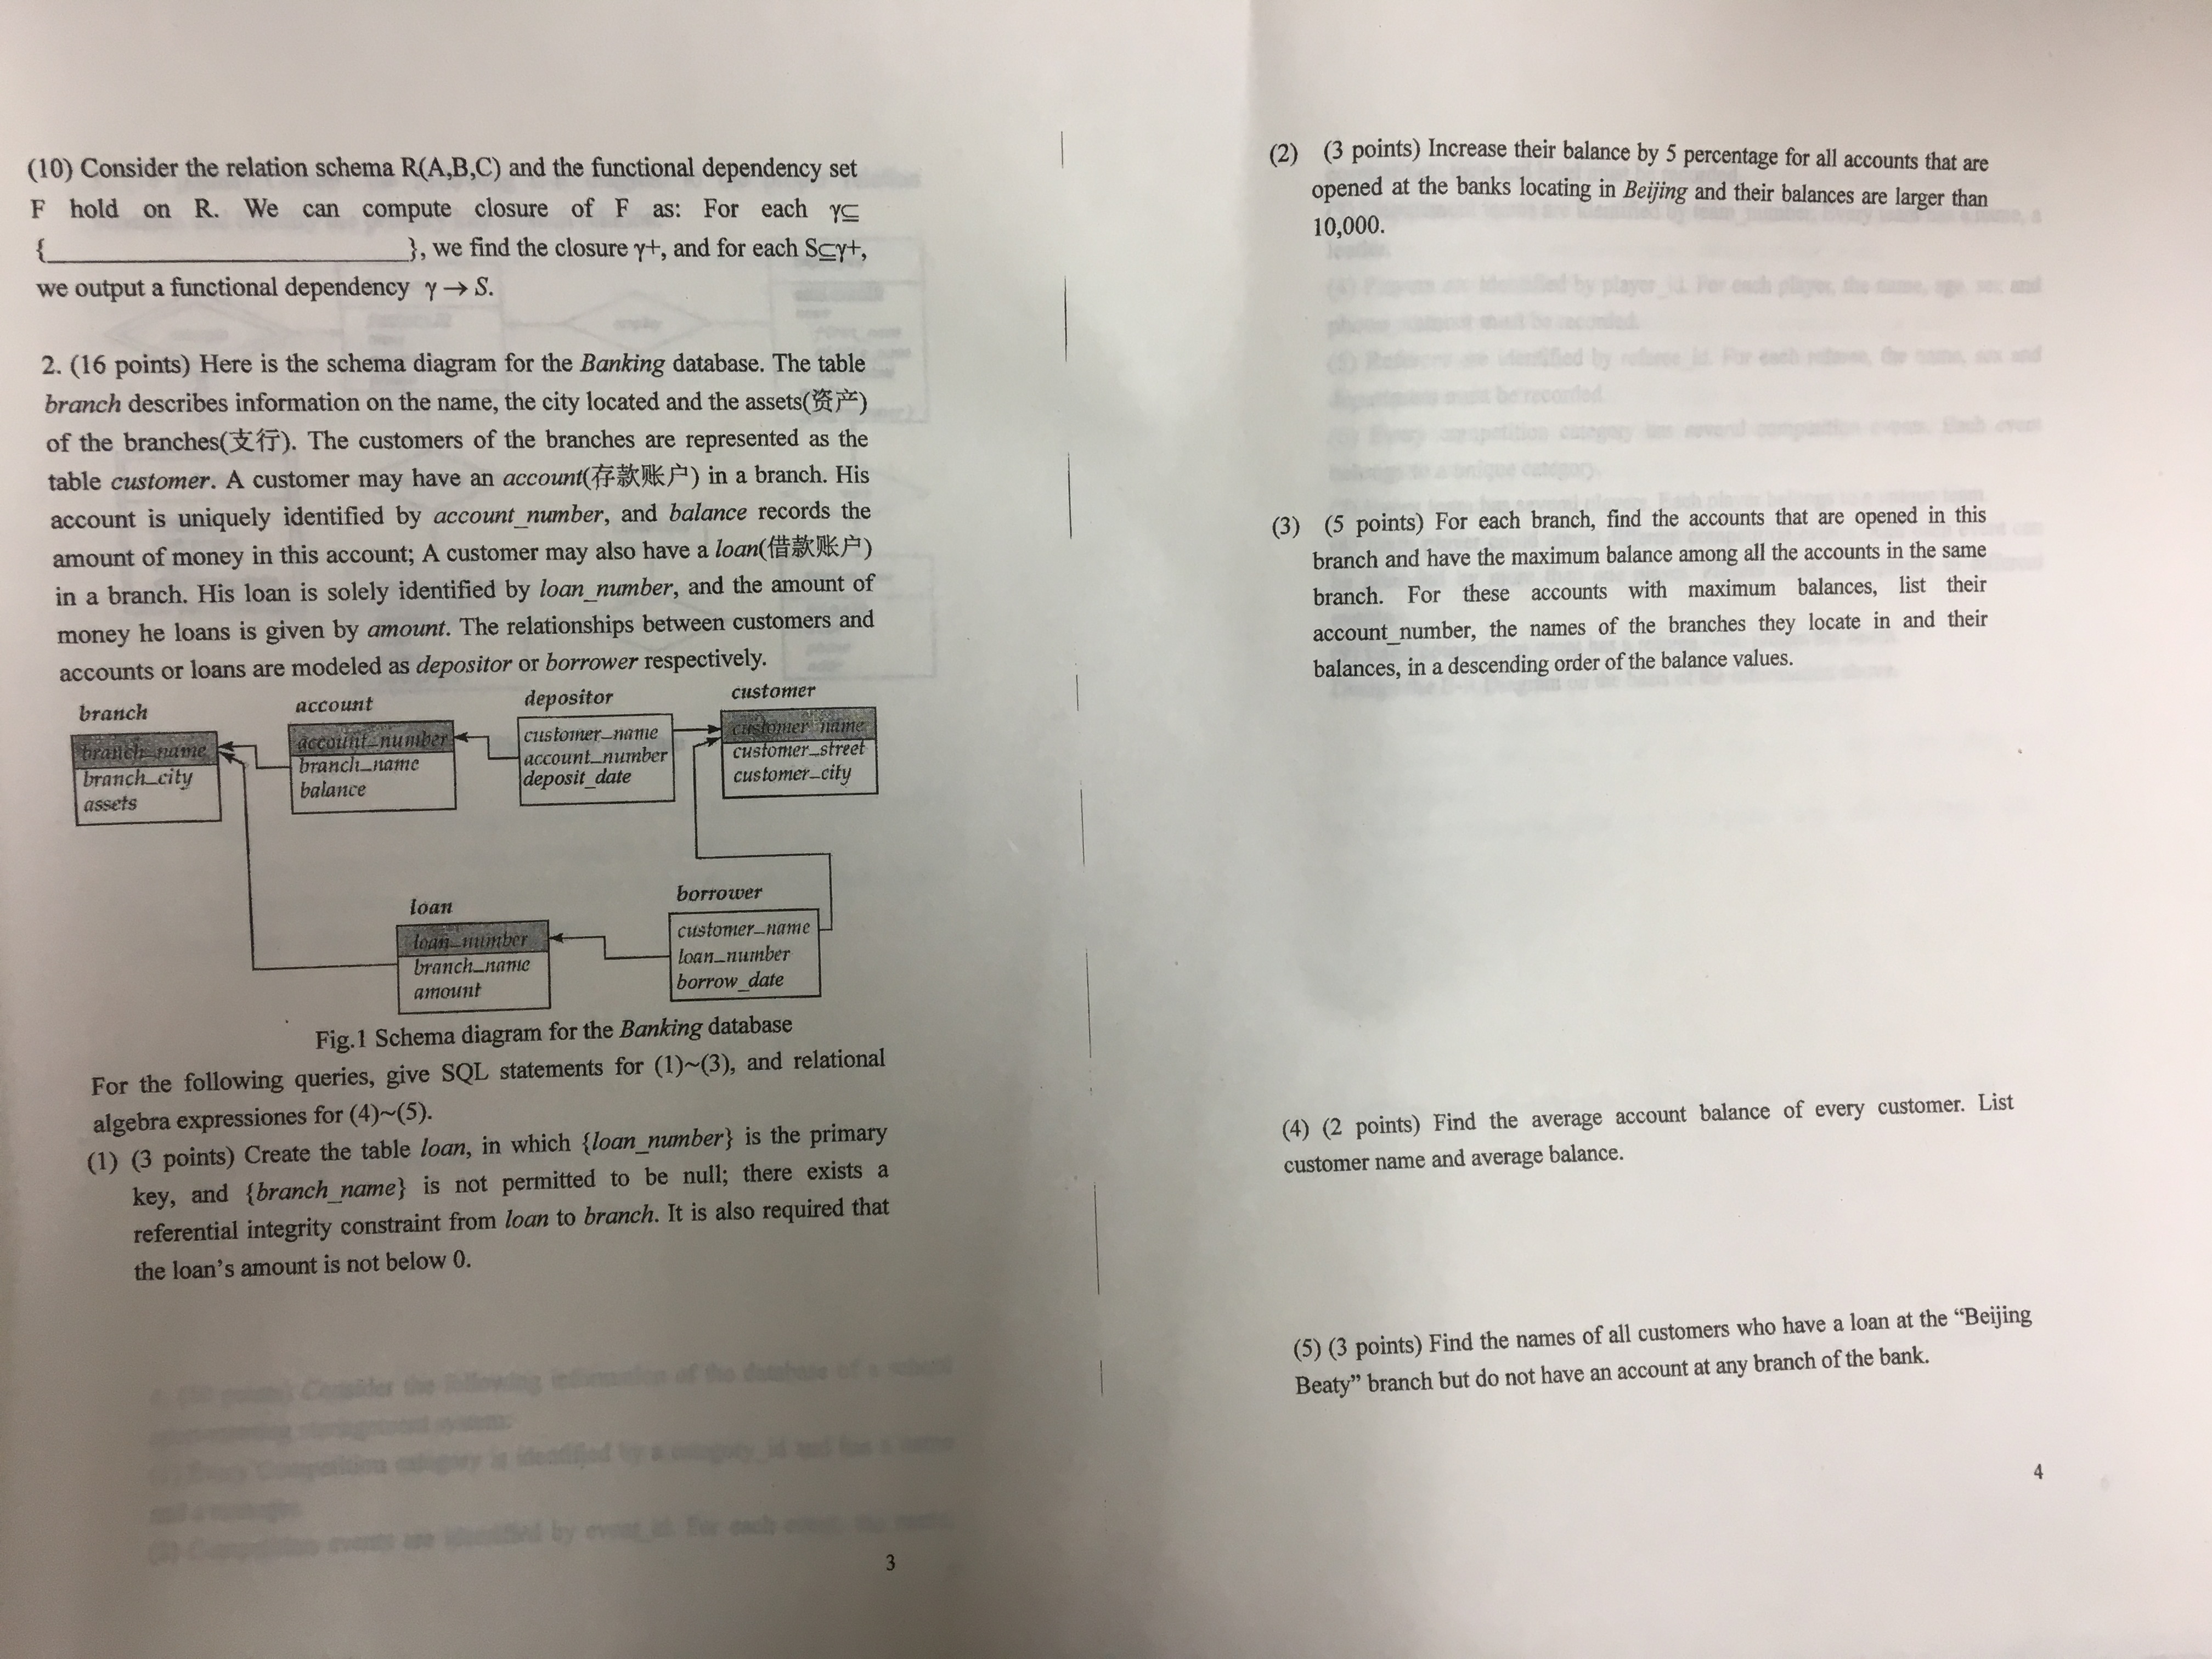 (10) Consider the relation schema R(A,B,C) and the functional dependency set
F hold on R. We can compute closure of F as: For each γ⊆
{____________________}, we find the closure γ+, and for each S⊆γ+,
we output a functional dependency γ → S.
2. (16 points) Here is the schema diagram for the Banking database. The table
branch describes information on the name, the city located and the assets(资产)
of the branches(支行). The customers of the branches are represented as the
table customer. A customer may have an account(存款账户) in a branch. His
account is uniquely identified by account_number, and balance records the
amount of money in this account; A customer may also have a loan(借款账户)
in a branch. His loan is solely identified by loan_number, and the amount of
money he loans is given by amount. The relationships between customers and
accounts or loans are modeled as depositor or borrower respectively.
branch
branch_name
branch_city
assets
account
account_number
branch_name
balance
depositor
customer_name
account_number
deposit_date
customer
customer_name
customer_street
customer_city
loan
loan_number
branch_name
amount
borrower
customer_name
loan_number
borrow_date
Fig.1 Schema diagram for the Banking database
For the following queries, give SQL statements for (1)~(3), and relational
algebra expressiones for (4)~(5).
(1) (3 points) Create the table loan, in which {loan_number} is the primary
key, and {branch_name} is not permitted to be null; there exists a
referential integrity constraint from loan to branch. It is also required that
the loan's amount is not below 0.
3
(2) (3 points) Increase their balance by 5 percentage for all accounts that are
opened at the banks locating in Beijing and their balances are larger than
10,000.
(3) (5 points) For each branch, find the accounts that are opened in this
branch and have the maximum balance among all the accounts in the same
branch. For these accounts with maximum balances, list their
account_number, the names of the branches they locate in and their
balances, in a descending order of the balance values.
(4) (2 points) Find the average account balance of every customer. List
customer name and average balance.
(5) (3 points) Find the names of all customers who have a loan at the “Beijing
Beaty” branch but do not have an account at any branch of the bank.
4